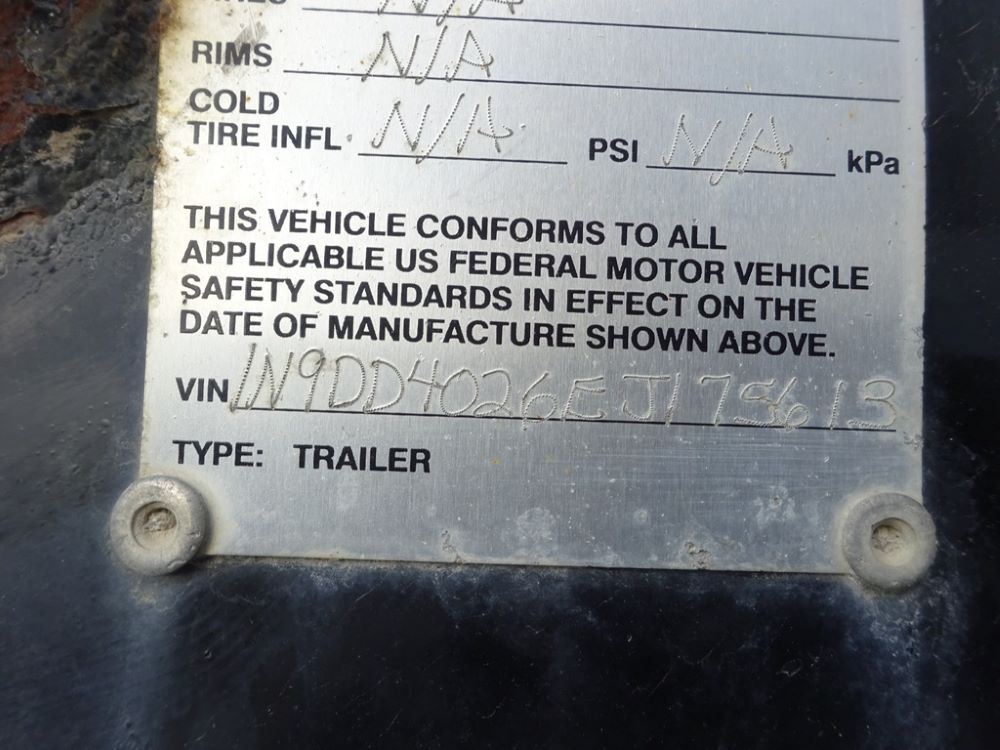 N/A
RIMS N/A
COLD
TIRE INFL. N/A PSI N/A kPa
THIS VEHICLE CONFORMS TO ALL
APPLICABLE US FEDERAL MOTOR VEHICLE
SAFETY STANDARDS IN EFFECT ON THE
DATE OF MANUFACTURE SHOWN ABOVE.
VIN 1N9DD4026EJ175613
TYPE: TRAILER